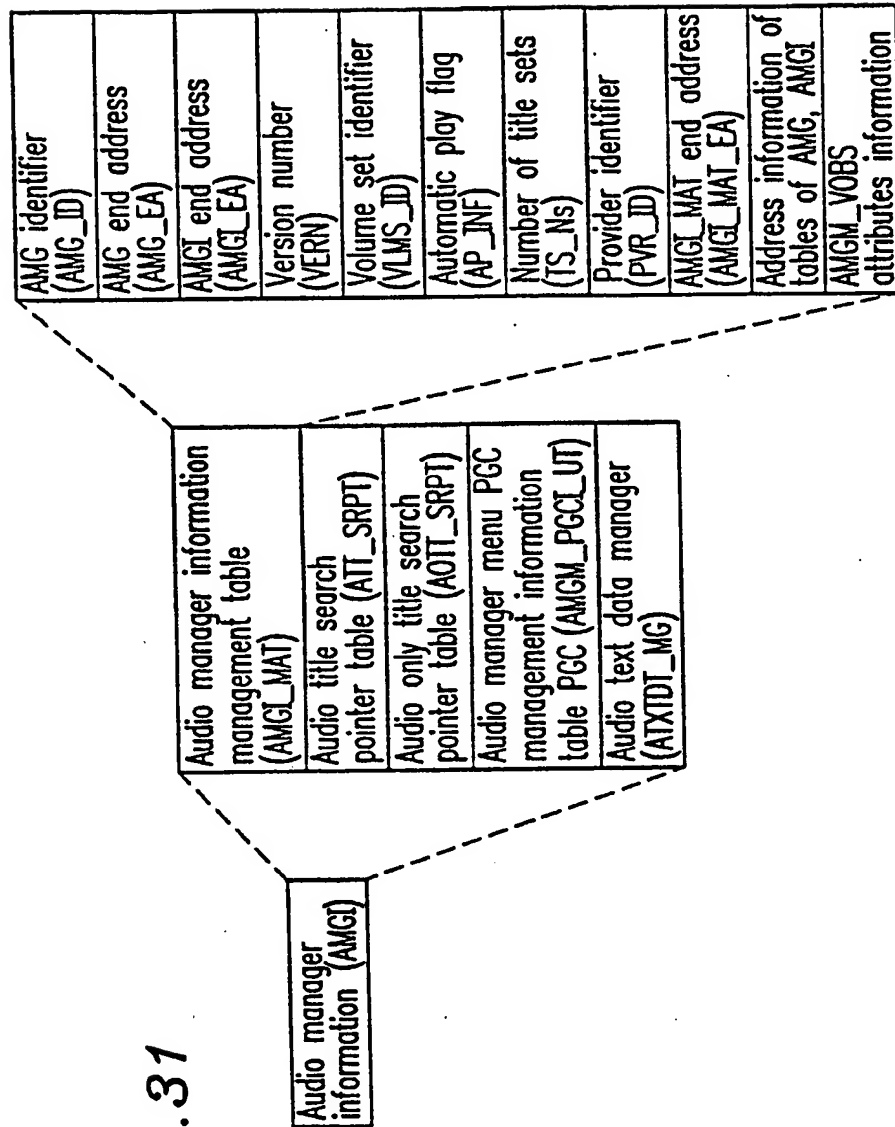 .31
Audio manager
information (AMGI)
Audio manager information
management table
(AMGI_MAT)
Audio title search
pointer table (ATT_SRPT)
Audio only title search
pointer table (AOTT_SRPT)
Audio manager menu PGC
management information
table PGC (AMGM_PGCI_UT)
Audio text data manager
(ATXTDT_MG)
AMG identifier
(AMG_ID)
AMG end address
(AMG_EA)
AMGI end address
(AMGI_EA)
Version number
(VERN)
Volume set identifier
(VLMS_ID)
Automatic play flag
(AP_INF)
Number of title sets
(TS_Ns)
Provider identifier
(PVR_ID)
AMGI_MAT end address
(AMGI_MAT_EA)
Address information of
tables of AMG, AMGI
AMGM_VOBS
attributes information